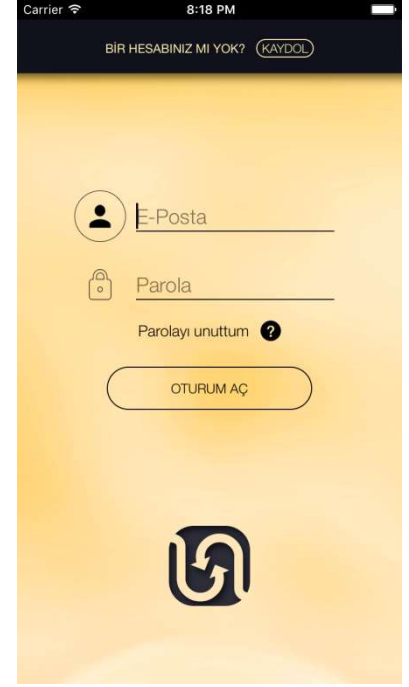 Carrier 8:18 PM
BİR HESABINIZ MI YOK? KAYDOL
E-Posta
Parola
Parolayı unuttum ?
OTURUM AÇ